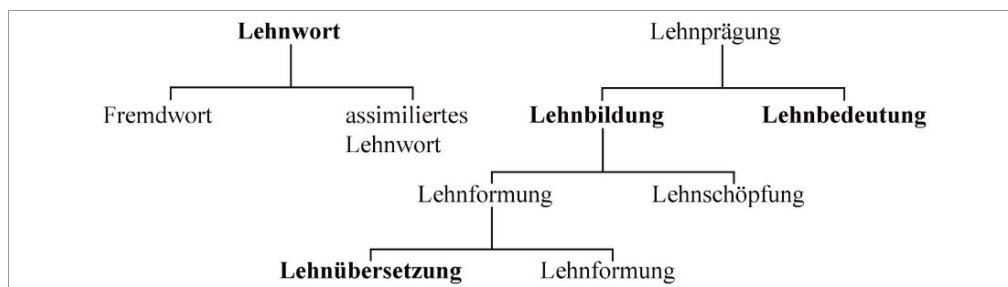 Lehnwort Lehnprägung
Fremdwort assimiliertes Lehnbildung Lehnbedeutung
Lehnwort
Lehnformung Lehnschöpfung
Lehnübersetzung Lehnformung